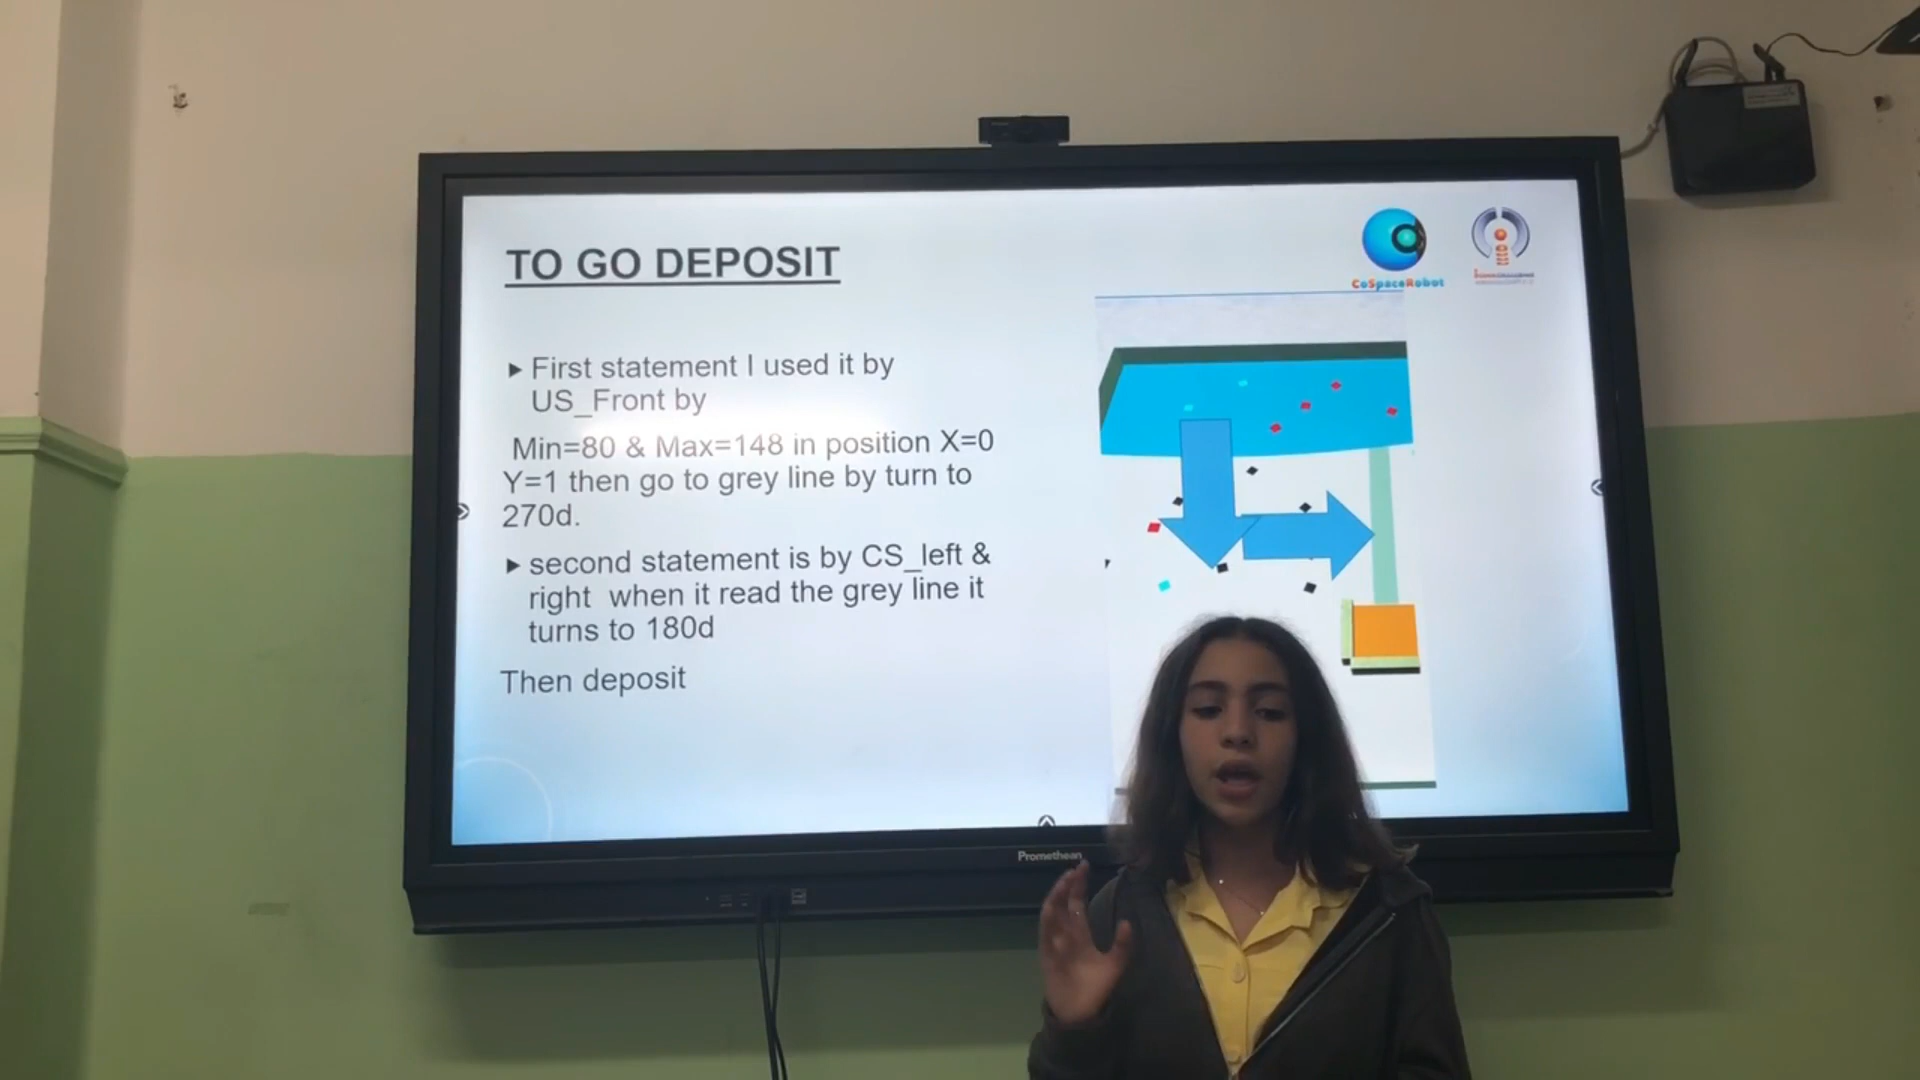 TO GO DEPOSIT
CoSpaceRobot
▶ First statement I used it by
US_Front by
Min=80 & Max=148 in position X=0
Y=1 then go to grey line by turn to
270d.
▶ second statement is by CS_left &
right when it read the grey line it
turns to 180d
Then deposit
Promethean